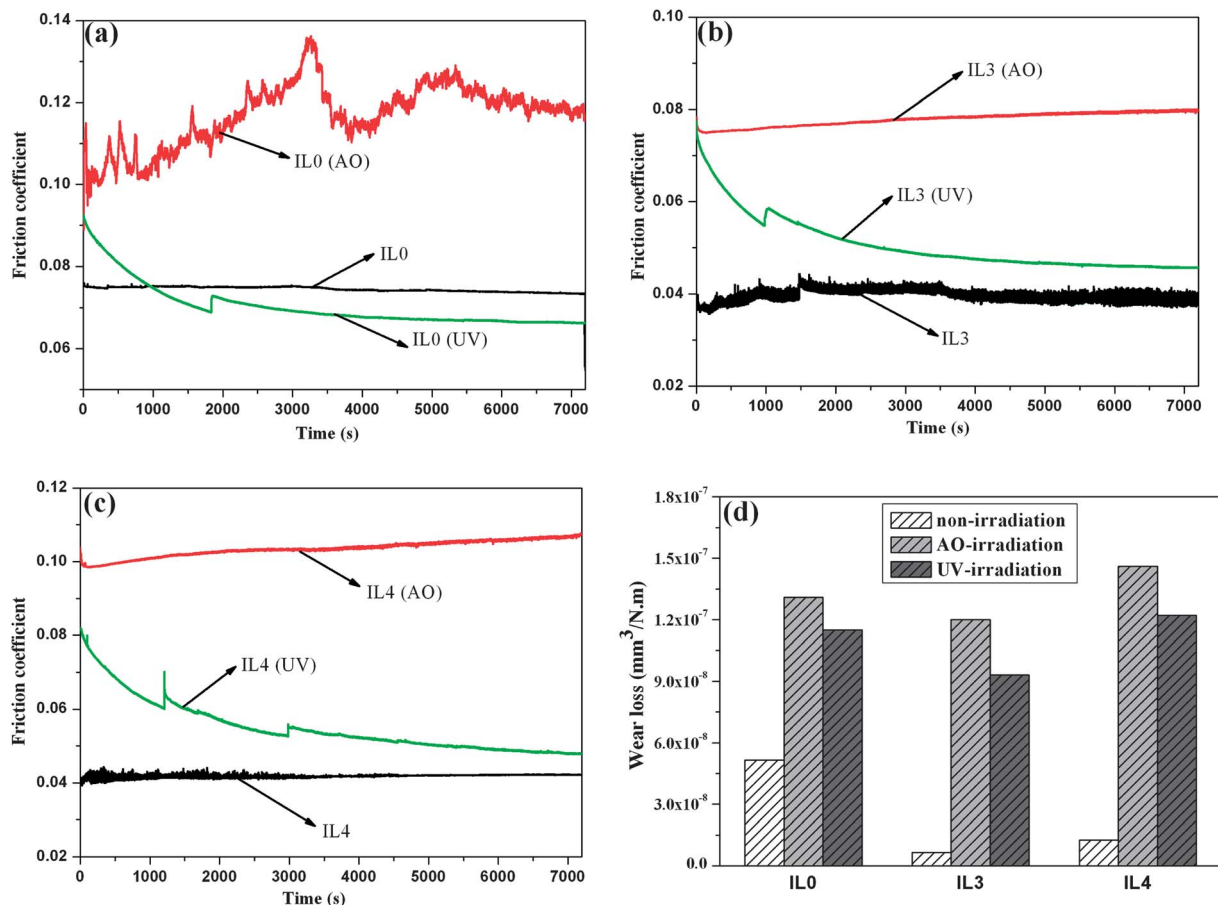 (a)
0.14
0.12
0.10
0.08
0.06
Friction coefficient
IL0 (AO)
IL0
IL0 (UV)
0 1000 2000 3000 4000 5000 6000 7000
Time (s)
(b)
0.10
0.08
0.06
0.04
0.02
Friction coefficient
IL3 (AO)
IL3 (UV)
IL3
0 1000 2000 3000 4000 5000 6000 7000
Time (s)
(c)
0.12
0.10
0.08
0.06
0.04
0.02
Friction coefficient
IL4 (AO)
IL4 (UV)
IL4
0 1000 2000 3000 4000 5000 6000 7000
Time (s)
(d)
1.8x10-7
1.5x10-7
1.2x10-7
9.0x10-8
6.0x10-8
3.0x10-8
0.0
Wear loss (mm3/N.m)
non-irradiation
AO-irradiation
UV-irradiation
IL0 IL3 IL4